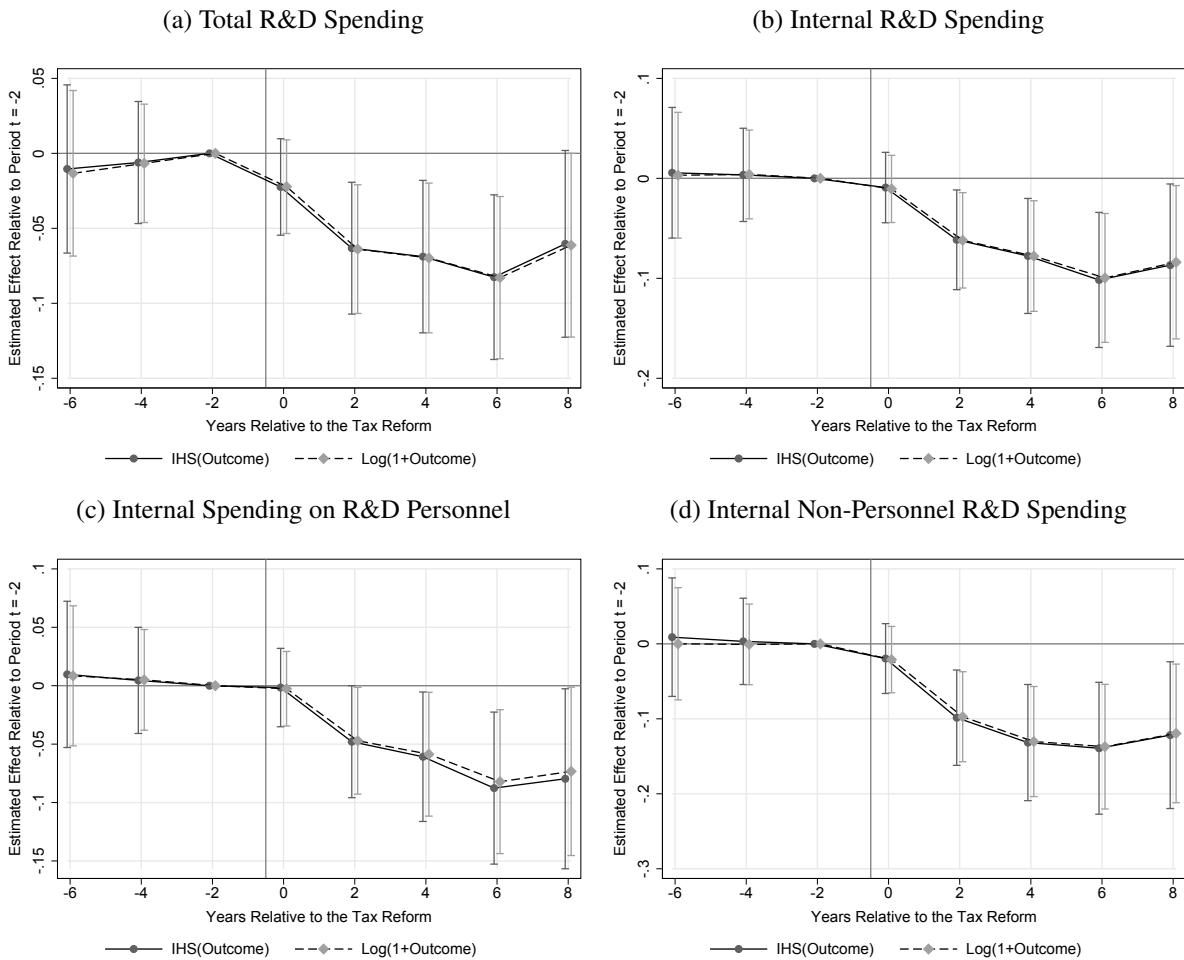 (a) Total R&D Spending
Estimated Effect Relative to Period t = -2
.05
0
-.05
-.1
-.15
-6 -4 -2 0 2 4 6 8
Years Relative to the Tax Reform
IHS(Outcome) Log(1+Outcome)
(b) Internal R&D Spending
Estimated Effect Relative to Period t = -2
.1
0
-.1
-.2
-6 -4 -2 0 2 4 6 8
Years Relative to the Tax Reform
IHS(Outcome) Log(1+Outcome)
(c) Internal Spending on R&D Personnel
Estimated Effect Relative to Period t = -2
.1
.05
0
-.05
-.1
-.15
-6 -4 -2 0 2 4 6 8
Years Relative to the Tax Reform
IHS(Outcome) Log(1+Outcome)
(d) Internal Non-Personnel R&D Spending
Estimated Effect Relative to Period t = -2
.1
0
-.1
-.2
-.3
-6 -4 -2 0 2 4 6 8
Years Relative to the Tax Reform
IHS(Outcome) Log(1+Outcome)